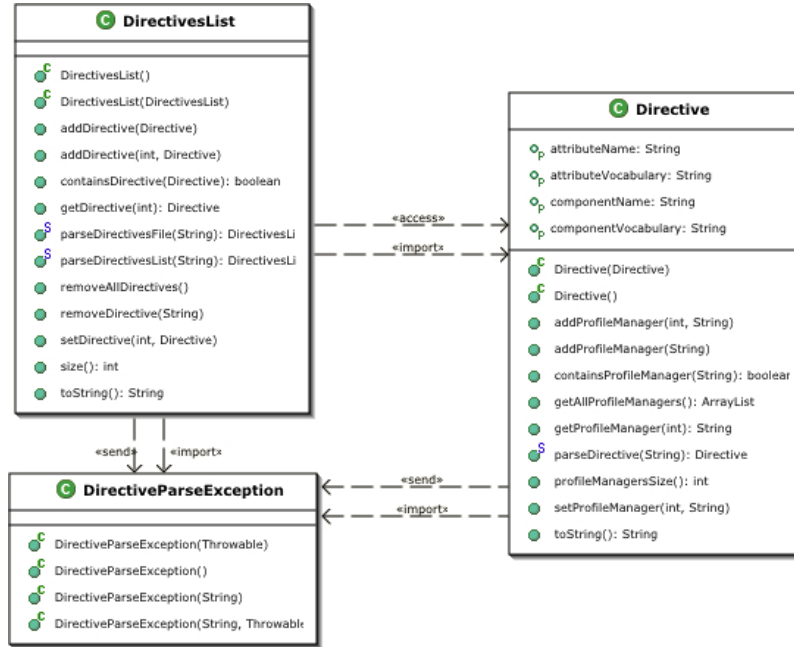 DirectivesList
DirectivesList()
DirectivesList(DirectivesList)
addDirective(Directive)
addDirective(int, Directive)
containsDirective(Directive): boolean
getDirective(int): Directive
parseDirectivesFile(String): DirectivesLi
parseDirectivesList(String): DirectivesLi
removeAllDirectives()
removeDirective(String)
setDirective(int, Directive)
size(): int
toString(): String
«access»
«import»
Directive
attributeName: String
attributeVocabulary: String
componentName: String
componentVocabulary: String
Directive(Directive)
Directive()
addProfileManager(int, String)
addProfileManager(String)
containsProfileManager(String): boolear
getAllProfileManagers(): ArrayList
getProfileManager(int): String
parseDirective(String): Directive
profileManagersSize(): int
setProfileManager(int, String)
toString(): String
«send» «import»
«send»
«import»
DirectiveParseException
DirectiveParseException(Throwable)
DirectiveParseException()
DirectiveParseException(String)
DirectiveParseException(String, Throwable